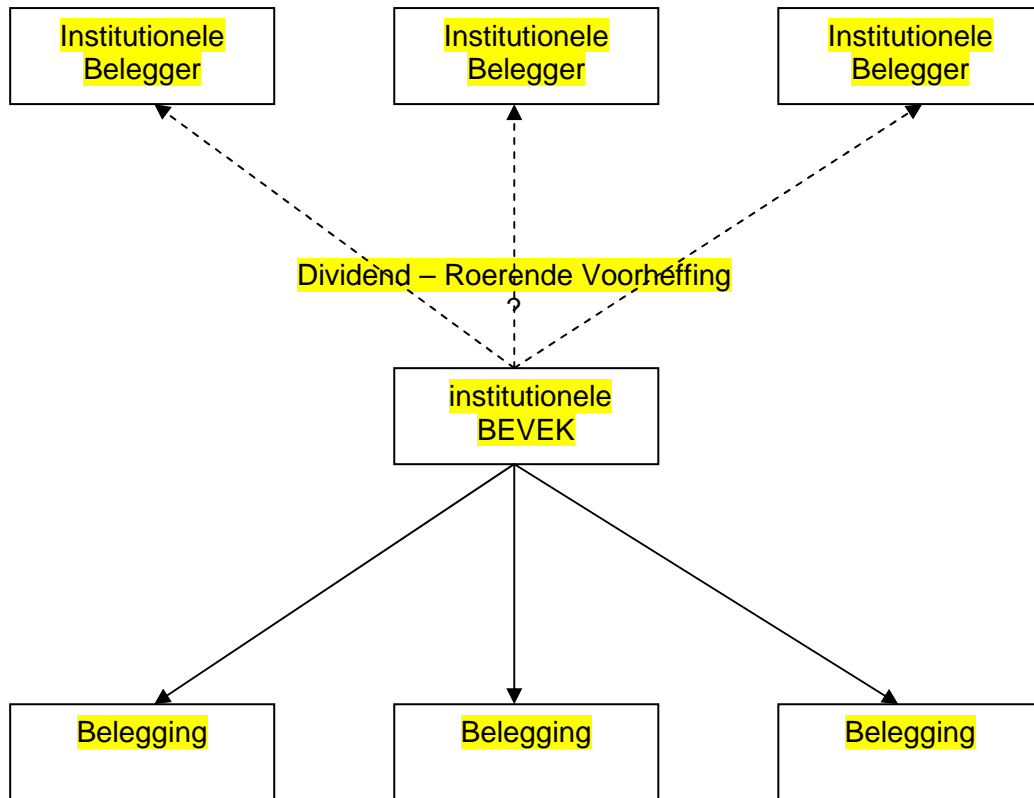 Institutionele
Belegger
Institutionele
Belegger
Institutionele
Belegger
Dividend – Roerende Voorheffing
?
institutionele
BEVEK
Belegging
Belegging
Belegging